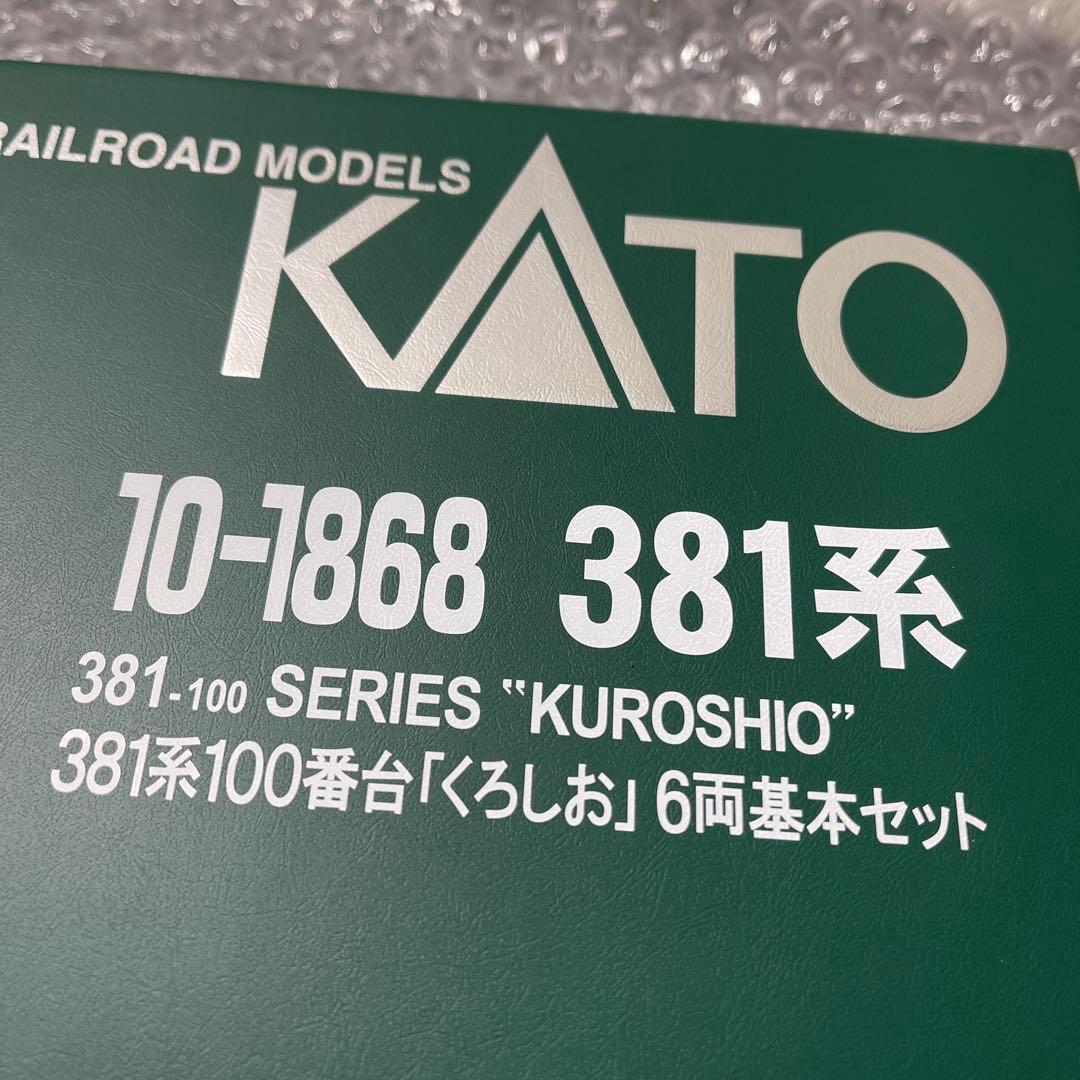 RAILROAD MODELS
KATO
10-1868 381系
381-100 SERIES “KUROSHIO”
381系100番台「くろしお」6両基本セット